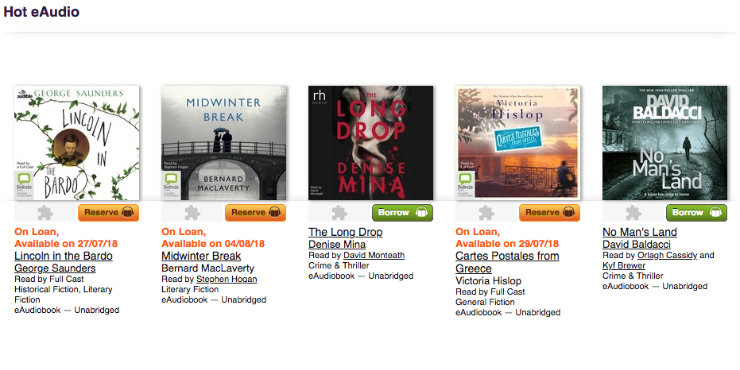 Hot eAudio
audible
GEORGE SAUNDERS
LINCOLN
IN
THE
BARDO
Read by
a Full Cast
Bolinda
MIDWINTER
BREAK
Read by
Stephen Hogan
BERNARD
MACLAVERTY
Bolinda
rh
AUDIO
THE
LONG
DROP
DENISE
MINA
Read by
David Monteath
Victoria
Hislop
CARTES POSTALES
FROM GREECE
Read by
a Full Cast
Bolinda
DAVID
BALDACCI
No
Man's
Land
Reserve
Reserve
Borrow
Reserve
Borrow
On Loan,
Available on 27/07/18
Lincoln in the Bardo
George Saunders
Read by Full Cast
Historical Fiction, Literary
Fiction
eAudiobook — Unabridged
On Loan,
Available on 04/08/18
Midwinter Break
Bernard MacLaverty
Read by Stephen Hogan
Literary Fiction
eAudiobook — Unabridged
The Long Drop
Denise Mina
Read by David Monteath
Crime & Thriller
eAudiobook — Unabridged
On Loan,
Available on 29/07/18
Cartes Postales from
Greece
Victoria Hislop
Read by Full Cast
General Fiction
eAudiobook — Unabridged
No Man's Land
David Baldacci
Read by Orlagh Cassidy and
Kyf Brewer
Crime & Thriller
eAudiobook — Unabridged